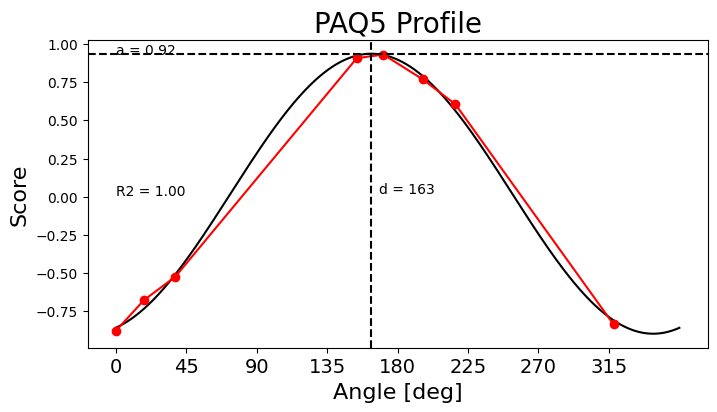 PAQ5 Profile
1.00
a = 0.92
0.75
0.50
0.25
R2 = 1.00
d = 163
0.00
−0.25
−0.50
−0.75
Score
0 45 90 135 180 225 270 315
Angle [deg]